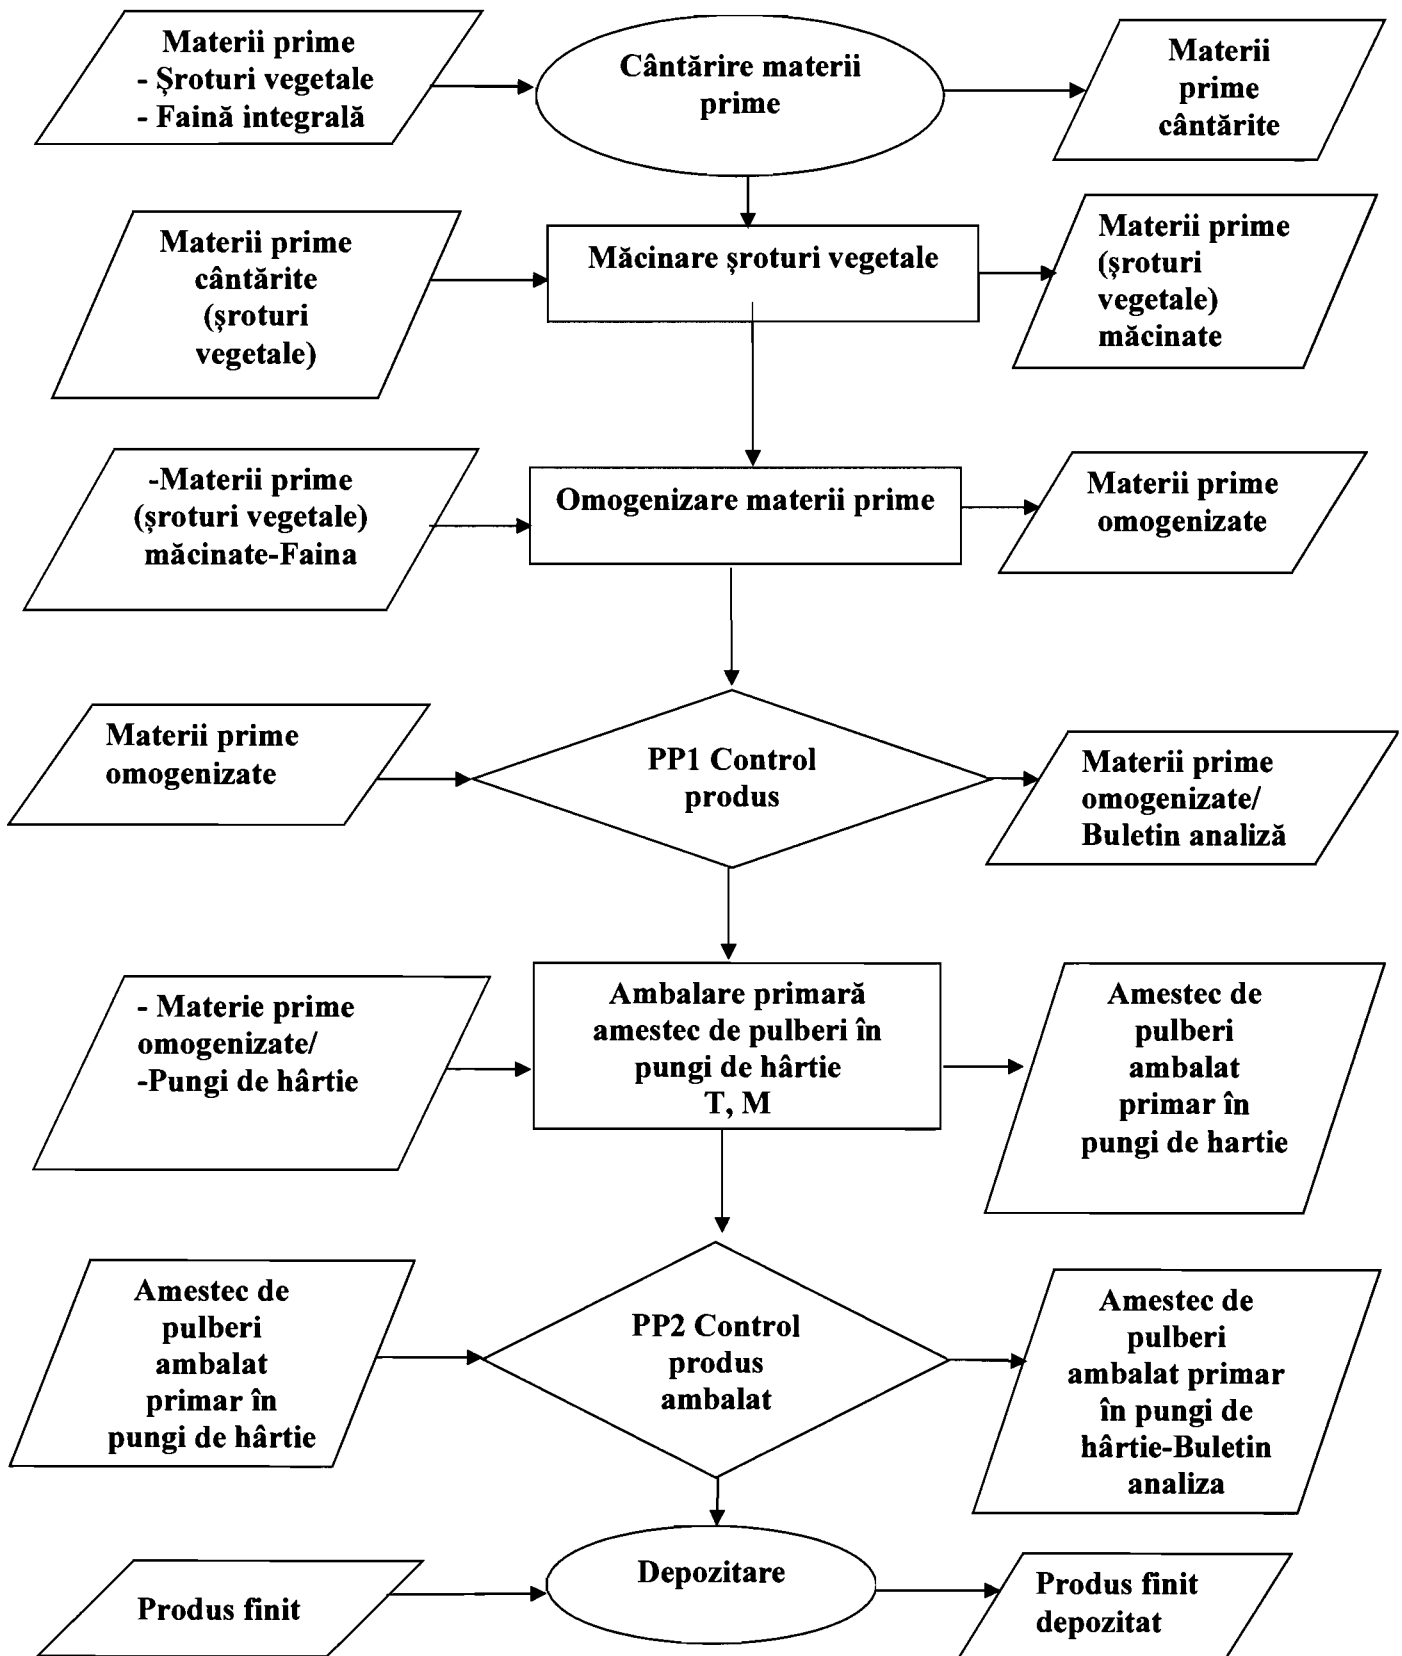 Materii prime
- Șroturi vegetale
- Faină integrală
Cântărire materii
prime
Materii
prime
cântărite
Materii prime
cântărite
(șroturi
vegetale)
Măcinare șroturi vegetale
Materii prime
(șroturi
vegetale)
măcinate
-Materii prime
(șroturi vegetale)
măcinate-Faina
Omogenizare materii prime
Materii prime
omogenizate
Materii prime
omogenizate
PP1 Control
produs
Materii prime
omogenizate/
Buletin analiză
- Materie prime
omogenizate/
-Pungi de hârtie
Ambalare primară
amestec de pulberi în
pungi de hârtie
T, M
Amestec de
pulberi
ambalat
primar în
pungi de hartie
Amestec de
pulberi
ambalat
primar în
pungi de hârtie
PP2 Control
produs
ambalat
Amestec de
pulberi
ambalat primar
în pungi de
hârtie-Buletin
analiza
Produs finit
Depozitare
Produs finit
depozitat